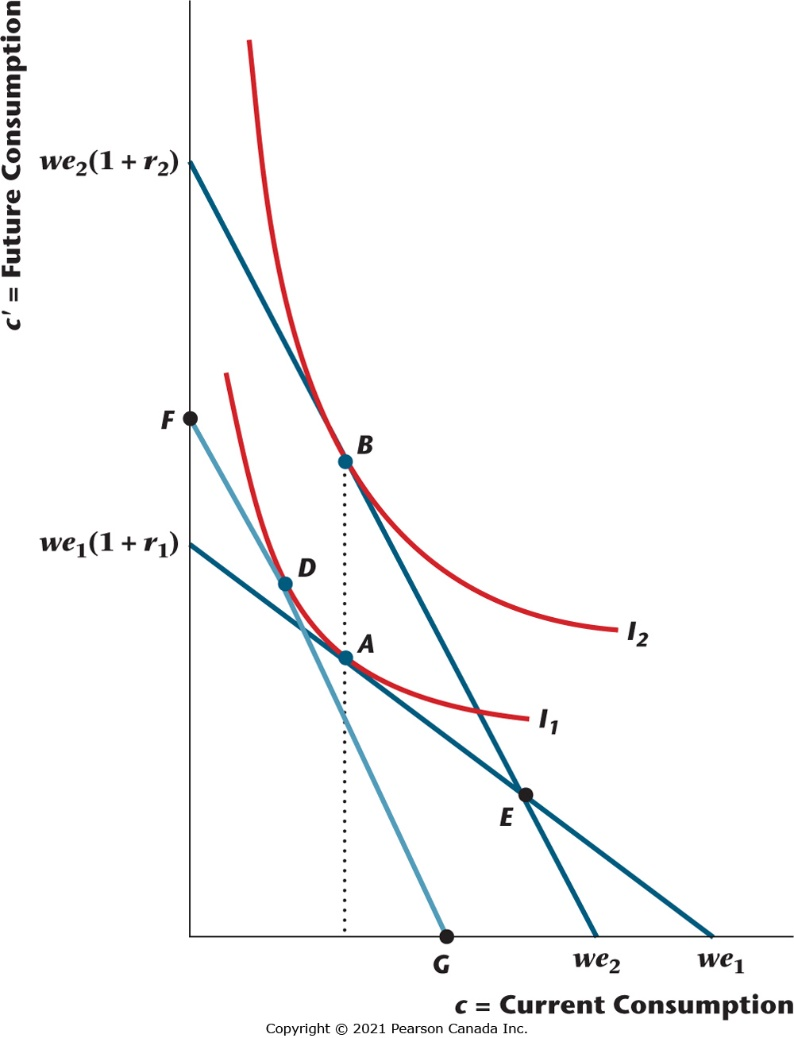 c' = Future Consumption
we₂(1 + r₂)
F
B
we₁(1 + r₁)
D
A
I₂
I₁
E
G
we₂
we₁
c = Current Consumption
Copyright © 2021 Pearson Canada Inc.